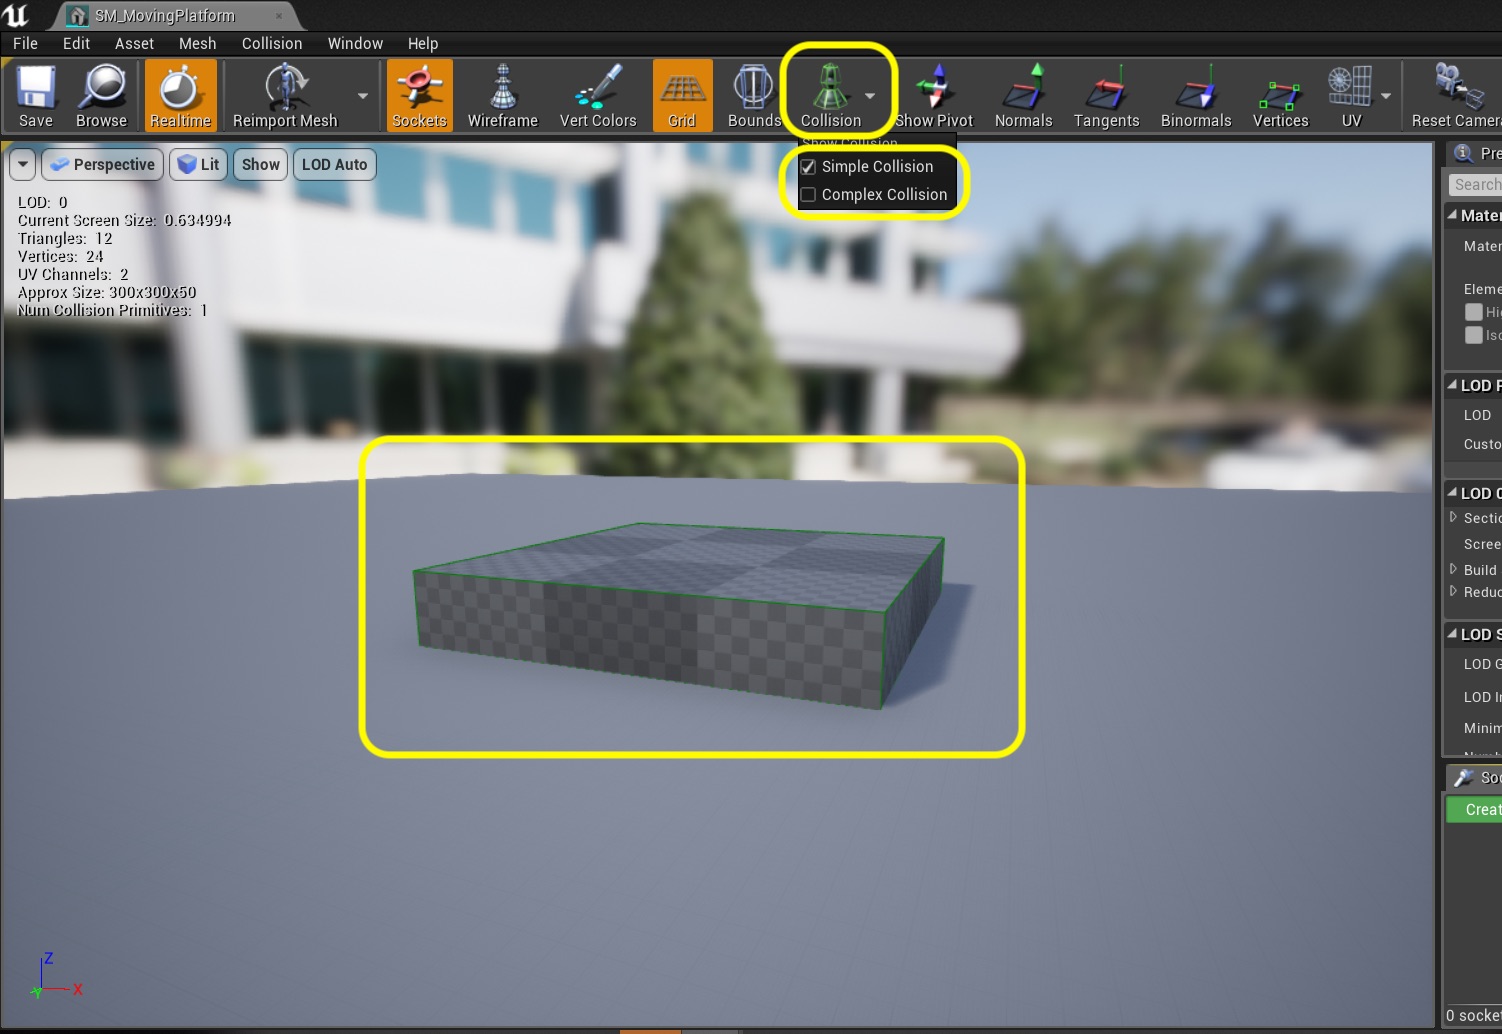 SM_MovingPlatform
File Edit Asset Mesh Collision Window Help
Save Browse Realtime Reimport Mesh Sockets Wireframe Vert Colors Grid Bounds Collision Show Pivot Normals Tangents Binormals Vertices UV Reset Camera
Show Collision
Simple Collision
Complex Collision
Perspective Lit Show LOD Auto
LOD: 0
Current Screen Size: 0.634994
Triangles: 12
Vertices: 24
UV Channels: 2
Approx Size: 300x300x50
Num Collision Primitives: 1
Z
X
Y
Pre
Search
Mater
Mater
Eleme
Hi
Iso
LOD P
LOD
Custo
LOD 0
Sectio
Scree
Build
Reduc
LOD S
LOD G
LOD I
Minim
Soc
Creat
0 socket